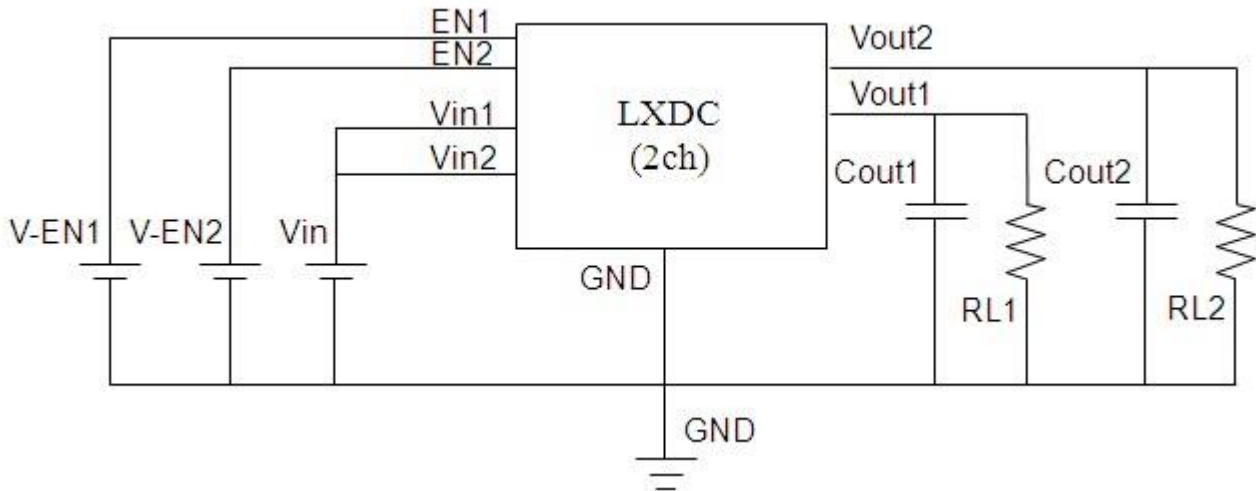 EN1
EN2
Vout2
Vout1
Vin1
LXDC
Vin2
(2ch)
Cout1
Cout2
V-EN1
V-EN2
Vin
GND
RL1
RL2
GND